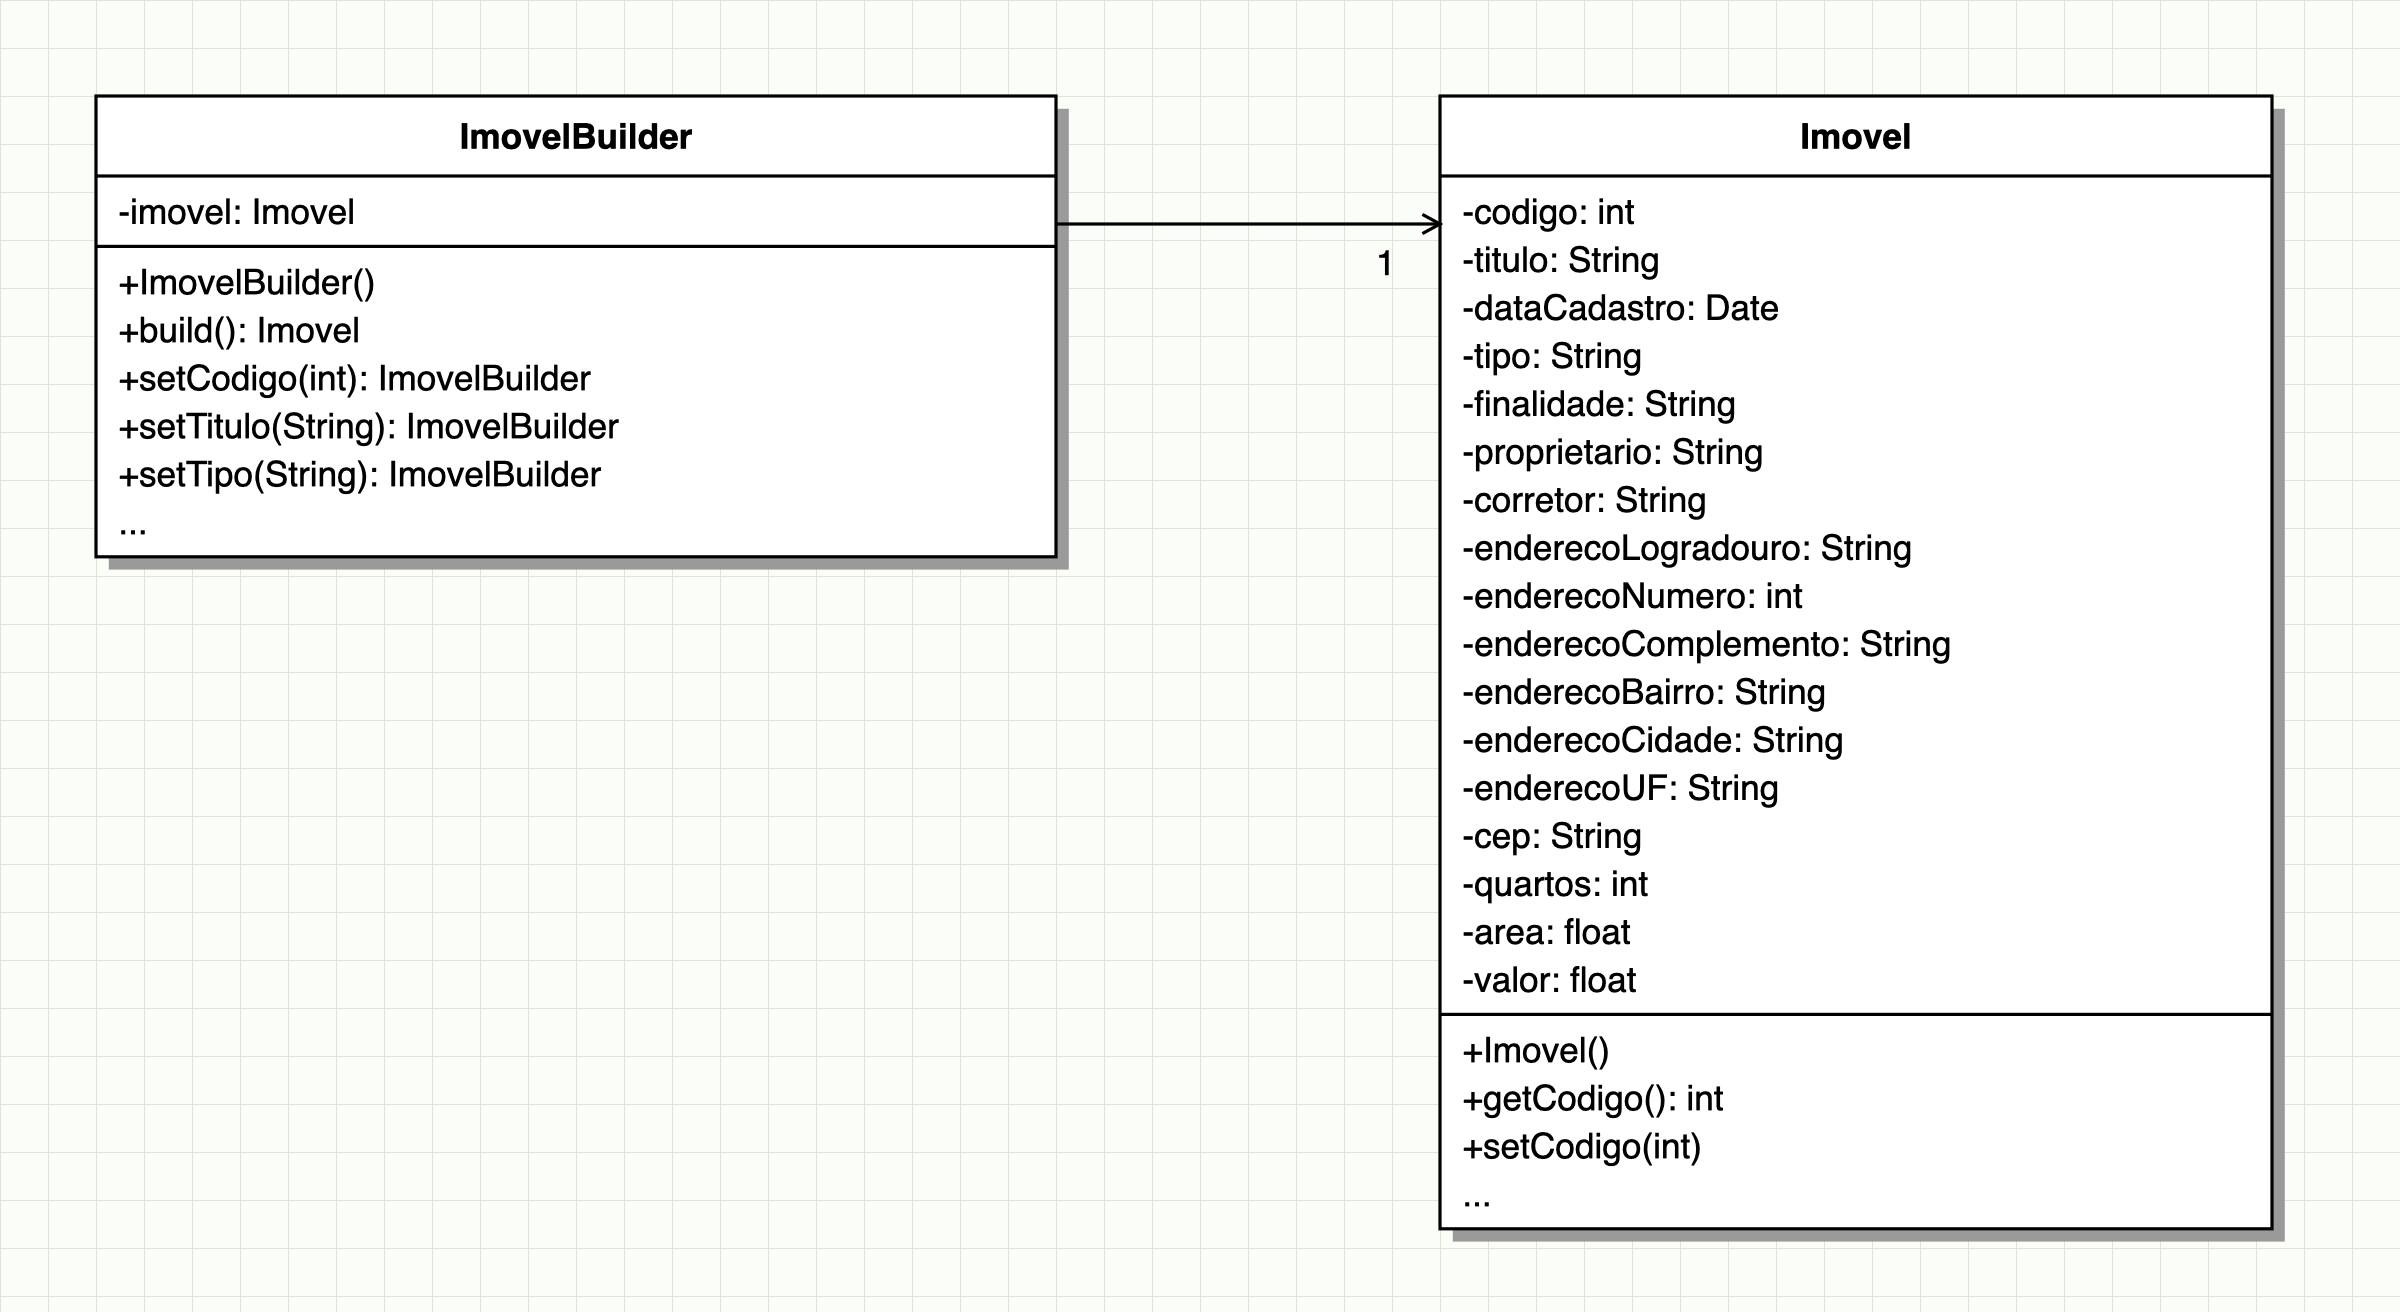 ImovelBuilder
-imovel: Imovel
+ImovelBuilder()
+build(): Imovel
+setCodigo(int): ImovelBuilder
+setTitulo(String): ImovelBuilder
+setTipo(String): ImovelBuilder
...
1
Imovel
-codigo: int
-titulo: String
-dataCadastro: Date
-tipo: String
-finalidade: String
-proprietario: String
-corretor: String
-enderecoLogradouro: String
-enderecoNumero: int
-enderecoComplemento: String
-enderecoBairro: String
-enderecoCidade: String
-enderecoUF: String
-cep: String
-quartos: int
-area: float
-valor: float
+Imovel()
+getCodigo(): int
+setCodigo(int)
...